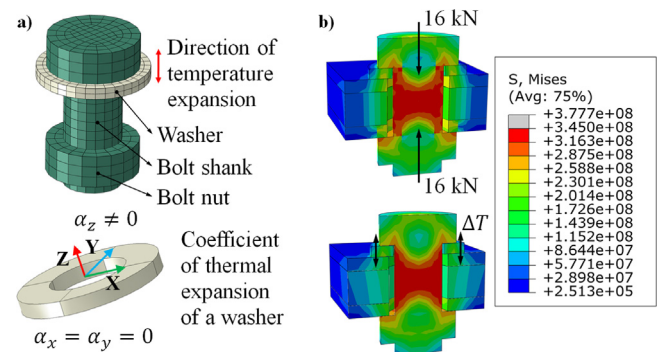 a)
Direction of
temperature
expansion
Washer
Bolt shank
Bolt nut
α_z ≠ 0
Z
Y
X
Coefficient
of thermal
expansion
of a washer
α_x = α_y = 0
b)
16 kN
16 kN
ΔT
S, Mises
(Avg: 75%)
+3.777e+08
+3.450e+08
+3.163e+08
+2.875e+08
+2.588e+08
+2.301e+08
+2.014e+08
+1.726e+08
+1.439e+08
+1.152e+08
+8.644e+07
+5.771e+07
+2.898e+07
+2.513e+05